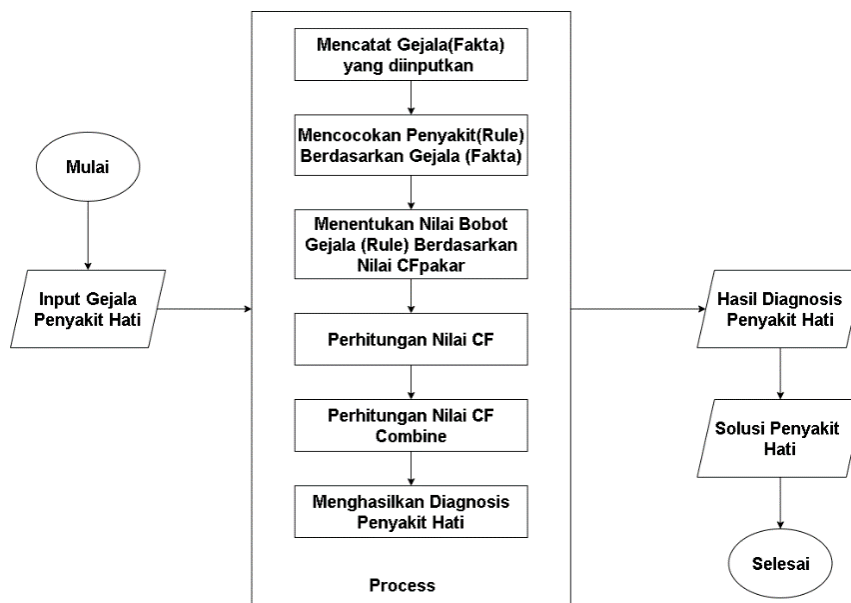 Mulai
Input Gejala
Penyakit Hati
Mencatat Gejala(Fakta)
yang diinputkan
Mencocokan Penyakit(Rule)
Berdasarkan Gejala (Fakta)
Menentukan Nilai Bobot
Gejala (Rule) Berdasarkan
Nilai CFpakar
Perhitungan Nilai CF
Perhitungan Nilai CF
Combine
Menghasilkan Diagnosis
Penyakit Hati
Process
Hasil Diagnosis
Penyakit Hati
Solusi Penyakit
Hati
Selesai